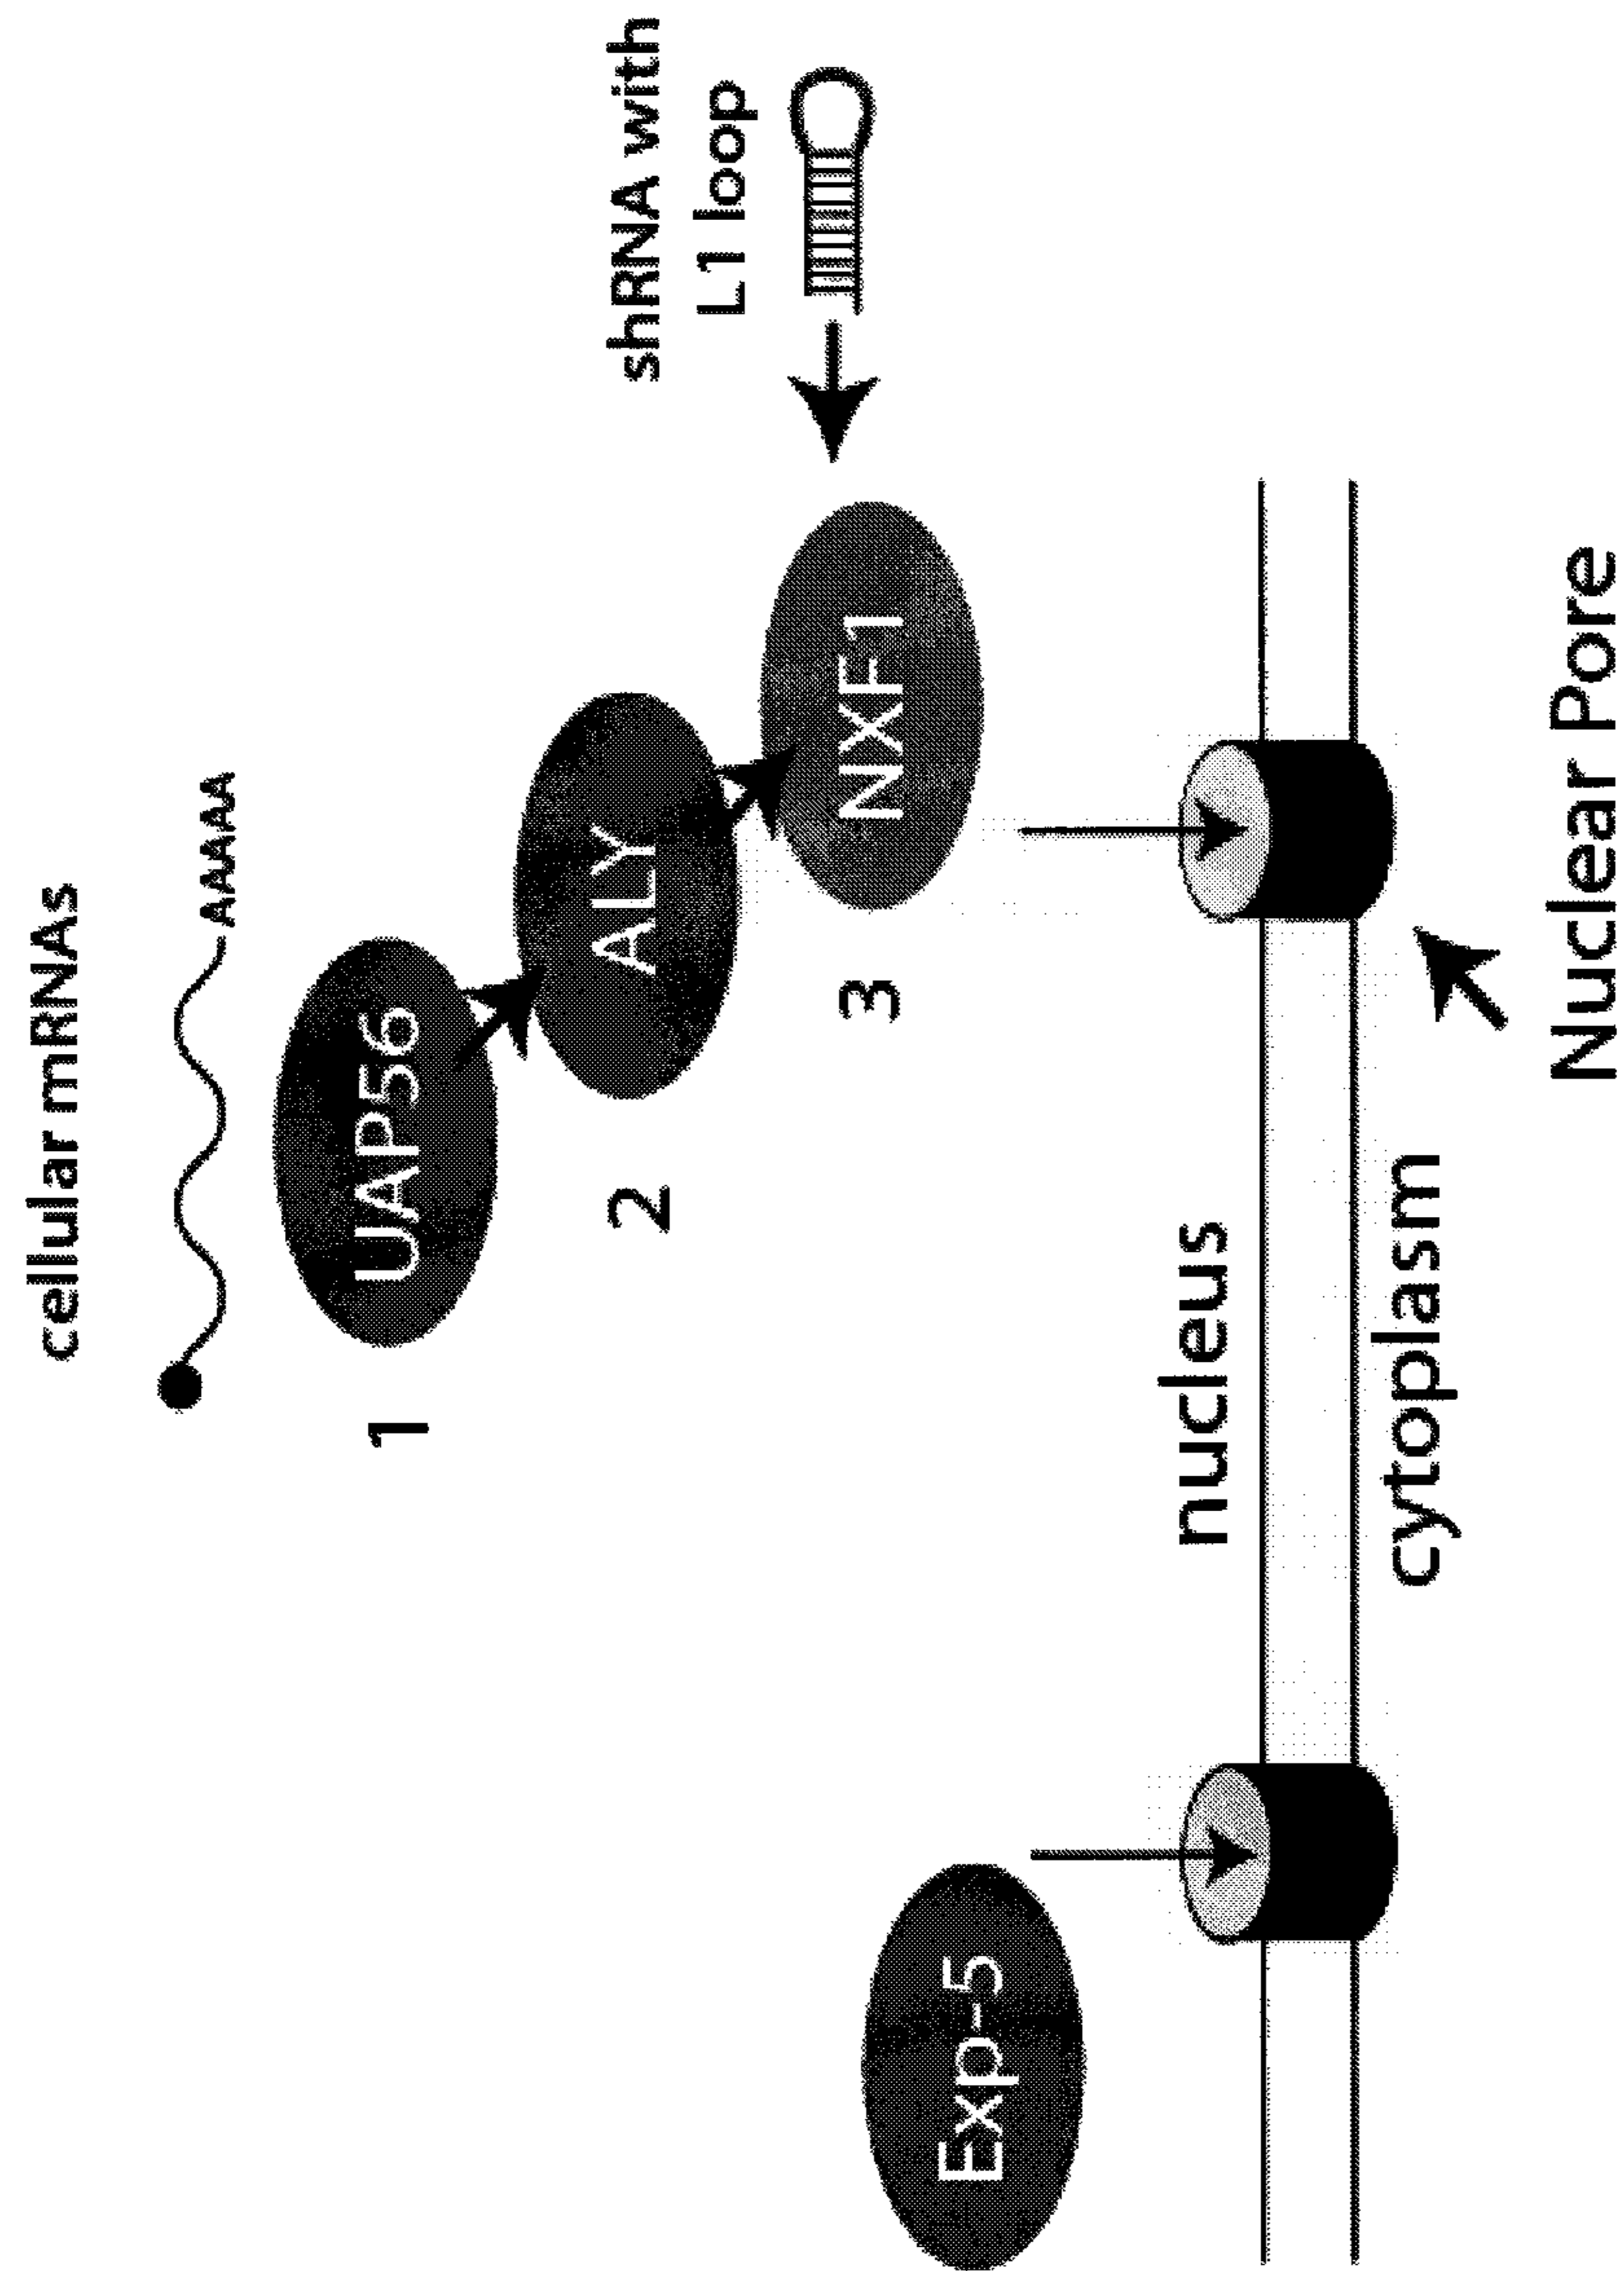 cellular mRNAs
AAAAA
1
UAP56
2
ALY
3
NXF1
shRNA with
L1 loop
Exp-5
nucleus
cytoplasm
Nuclear Pore